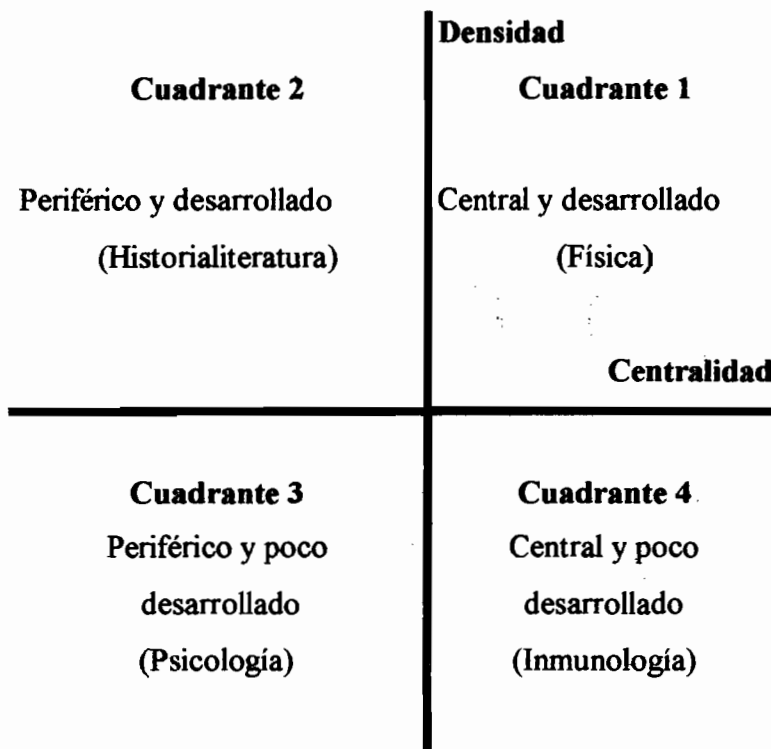 Densidad
Cuadrante 2
Cuadrante 1
Periférico y desarrollado
(Historialiteratura)
Central y desarrollado
(Física)
Centralidad
Cuadrante 3
Periférico y poco
desarrollado
(Psicología)
Cuadrante 4
Central y poco
desarrollado
(Inmunología)